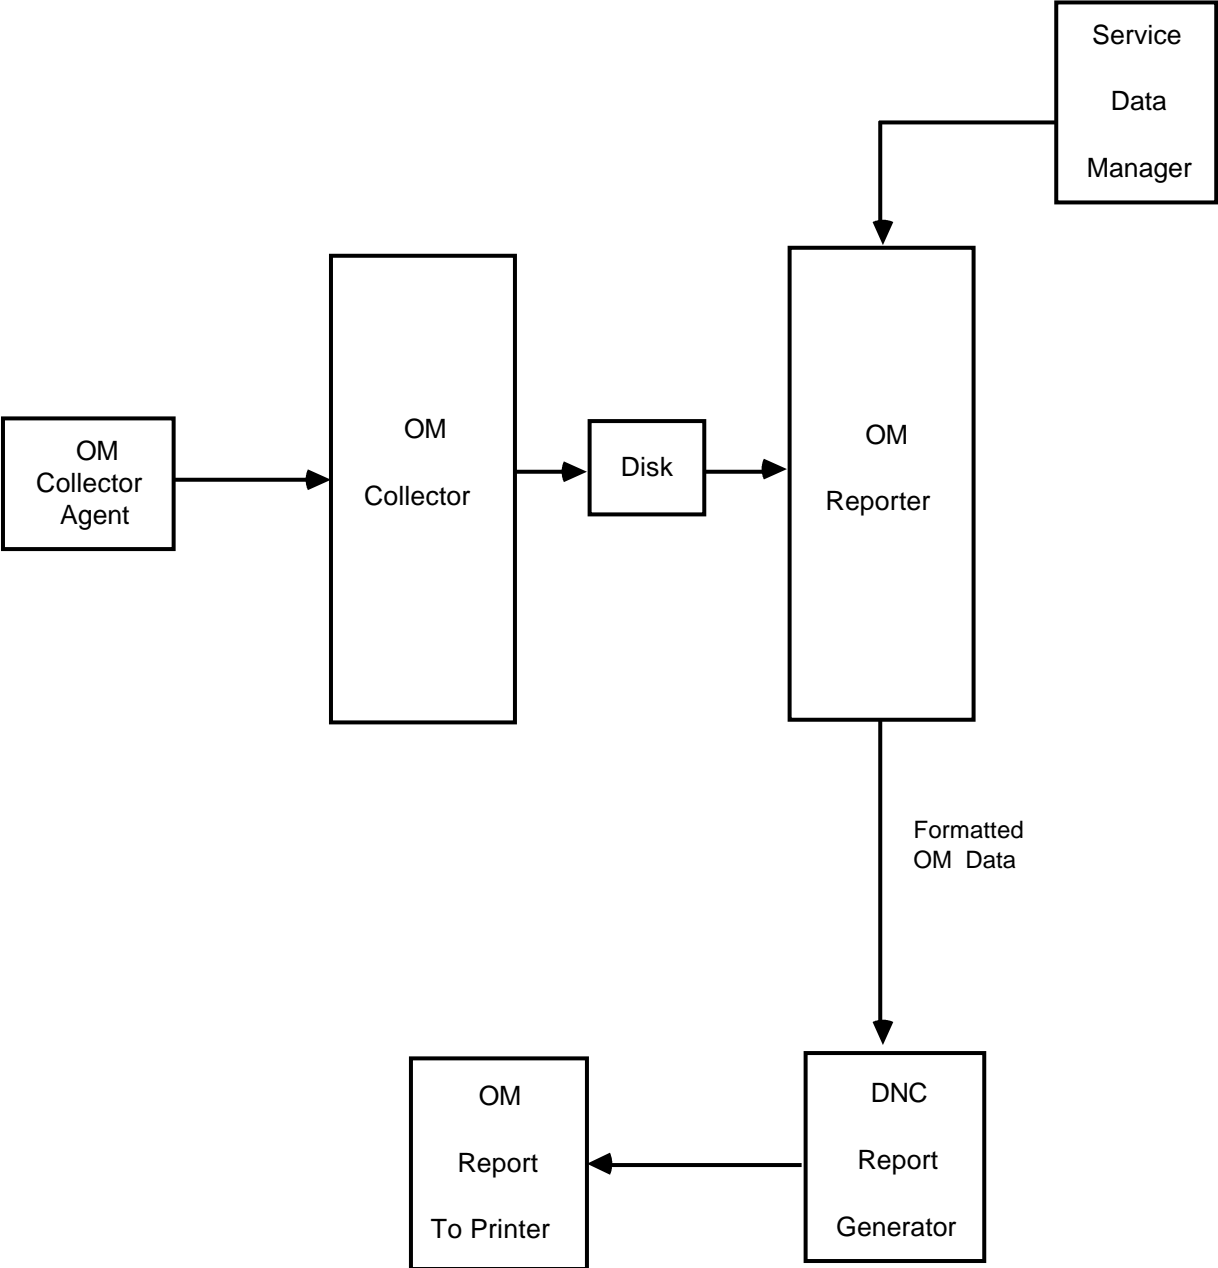 Service
Data
Manager
OM
Collector
Agent
OM
Collector
Disk
OM
Reporter
Formatted
OM Data
OM
Report
To Printer
DNC
Report
Generator